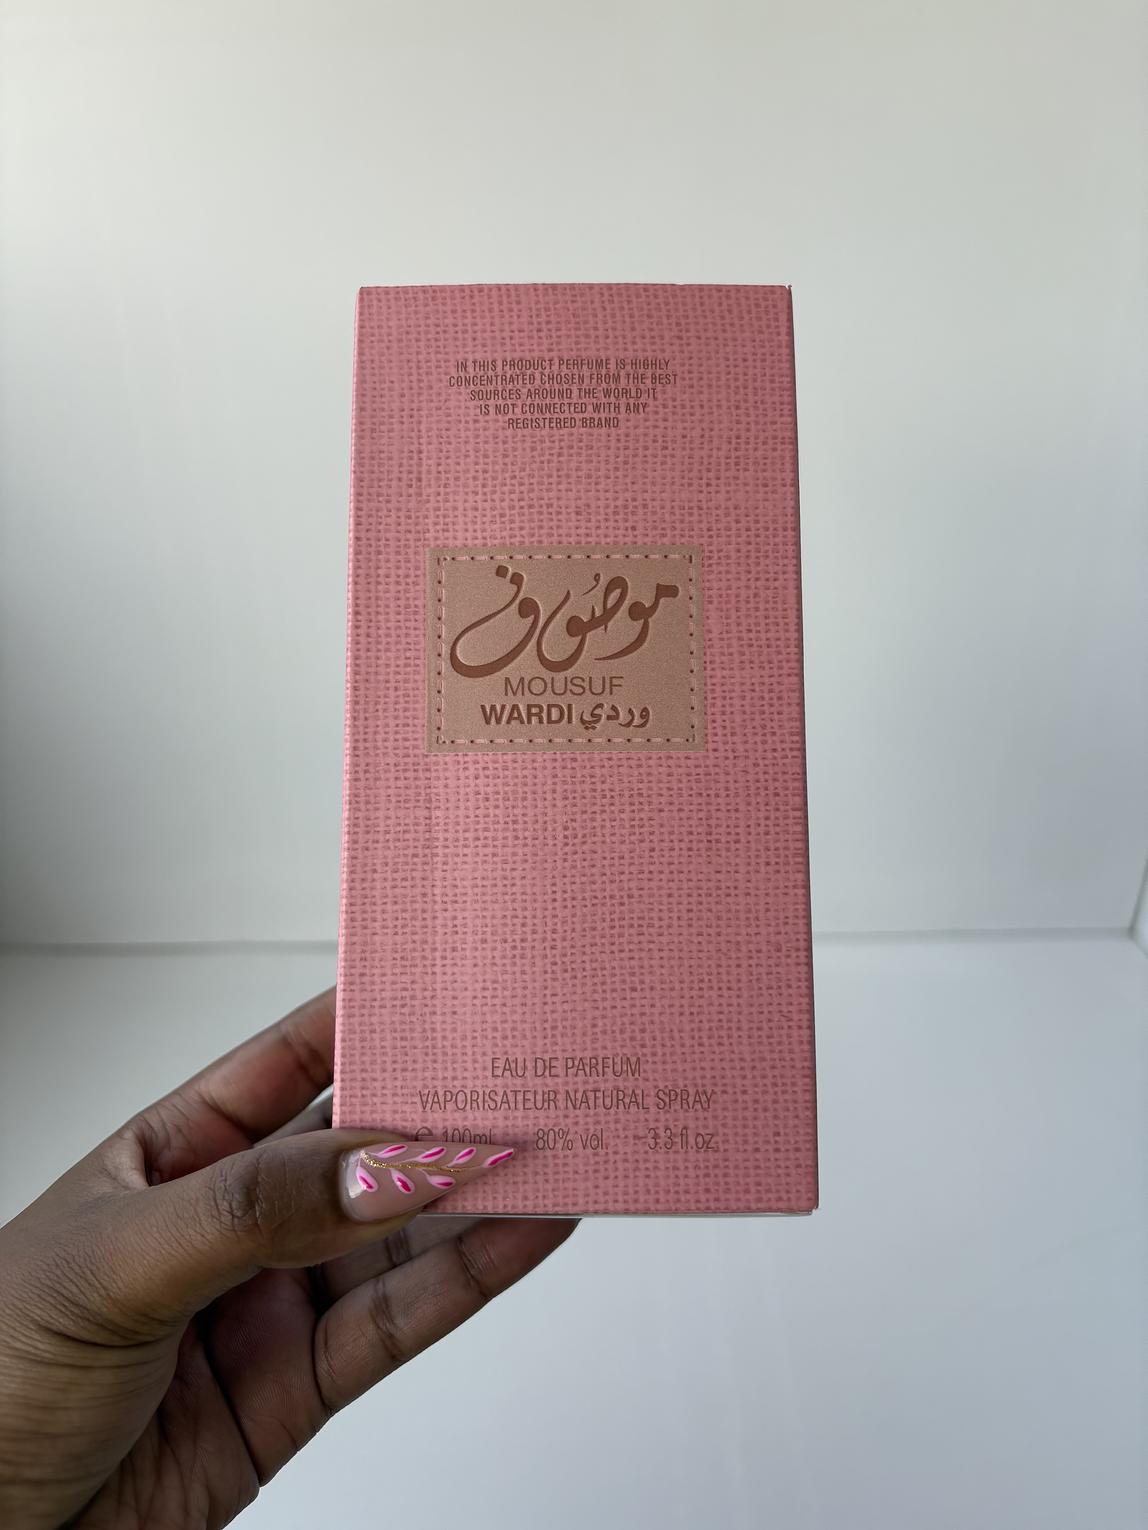 IN THIS PRODUCT PERFUME IS HIGHLY
CONCENTRATED CHOSEN FROM THE BEST
SOURCES AROUND THE WORLD IT
IS NOT CONNECTED WITH ANY
REGISTERED BRAND
موصوف
MOUSUF
WARDI وردي
EAU DE PARFUM
VAPORISATEUR NATURAL SPRAY
℮ 100ml 80% vol. 3.3 fl.oz.